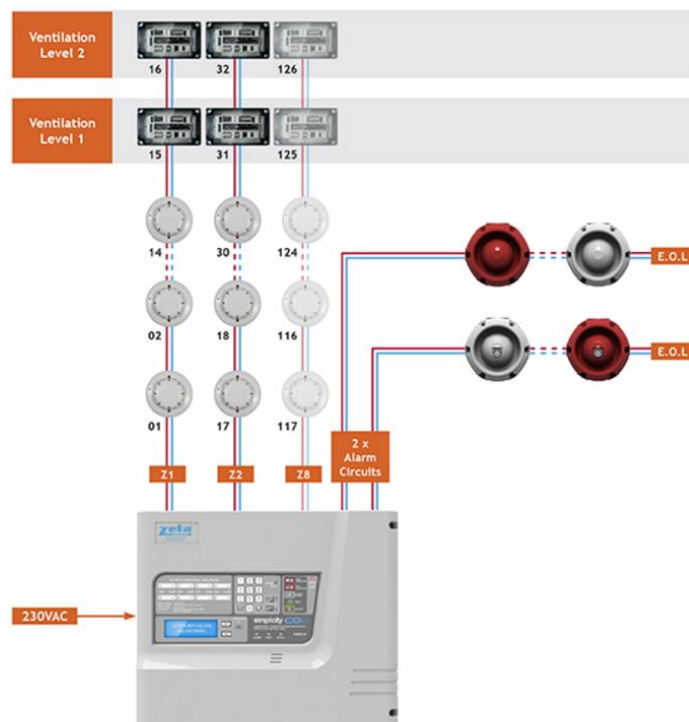 Ventilation
Level 2
16
32
126
Ventilation
Level 1
15
31
125
14
30
124
02
18
116
01
17
117
E.O.L
E.O.L
Z1
Z2
Z8
2 x
Alarm
Circuits
zeta
230VAC
simplicity